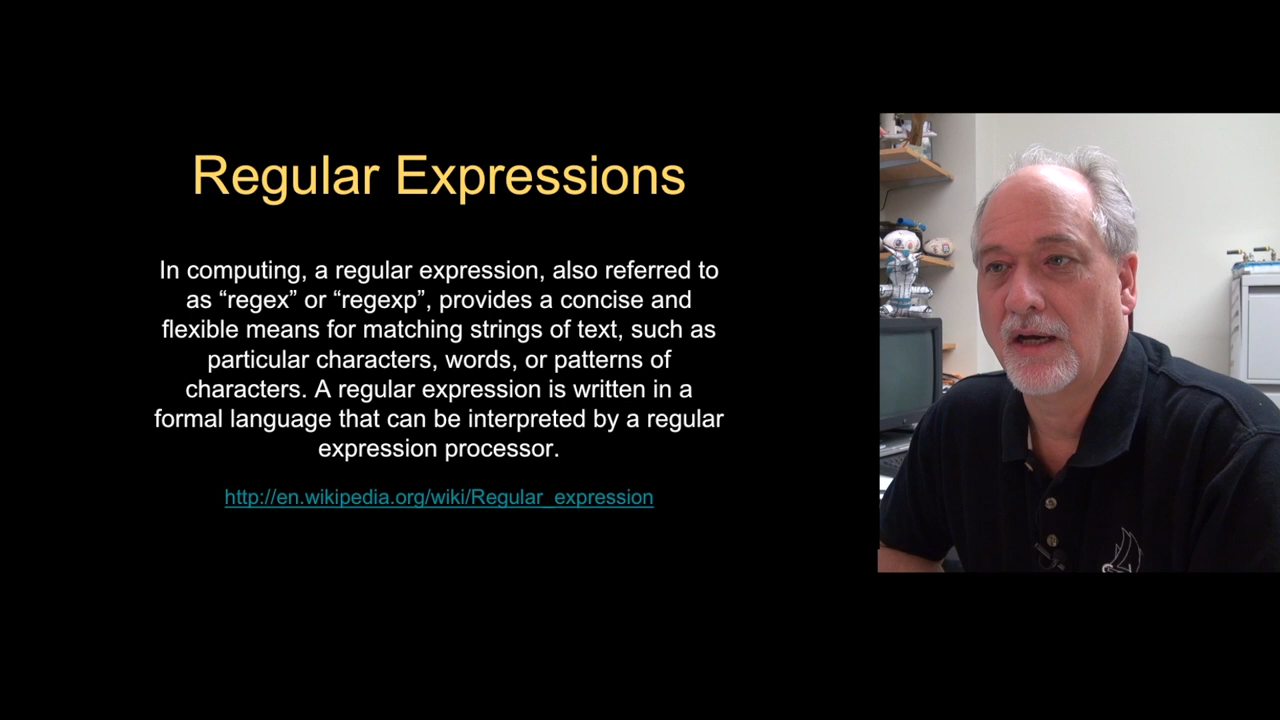 Regular Expressions
In computing, a regular expression, also referred to
as “regex” or “regexp”, provides a concise and
flexible means for matching strings of text, such as
particular characters, words, or patterns of
characters. A regular expression is written in a
formal language that can be interpreted by a regular
expression processor.
http://en.wikipedia.org/wiki/Regular_expression